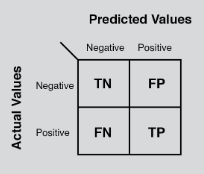 Predicted Values
Negative Positive
Actual Values
Negative TN FP
Positive FN TP